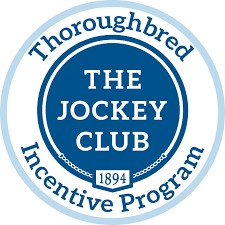 Thoroughbred
THE
JOCKEY
CLUB
1894
Incentive Program